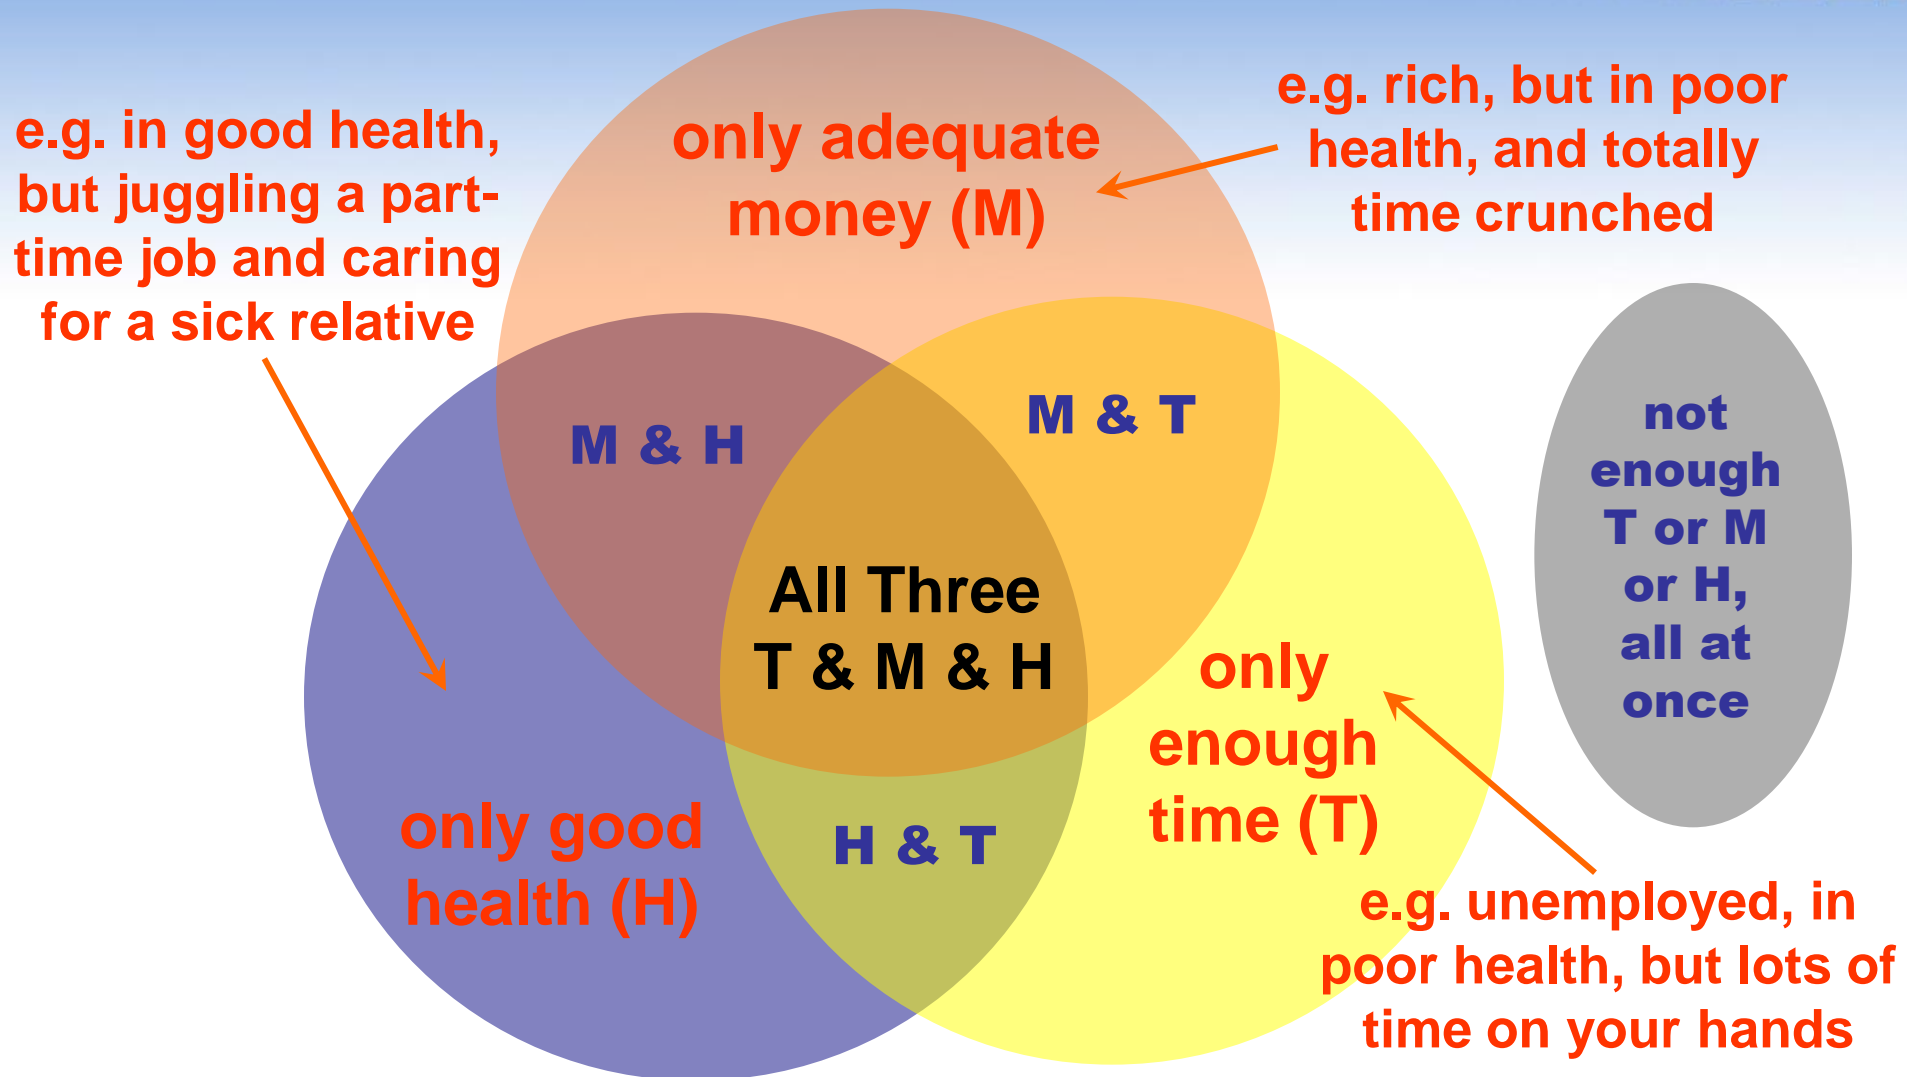 e.g. in good health,
but juggling a part-
time job and caring
for a sick relative
only adequate
money (M)
e.g. rich, but in poor
health, and totally
time crunched
M & H
M & T
not
enough
T or M
or H,
all at
once
All Three
T & M & H
only
enough
time (T)
only good
health (H)
H & T
e.g. unemployed, in
poor health, but lots of
time on your hands